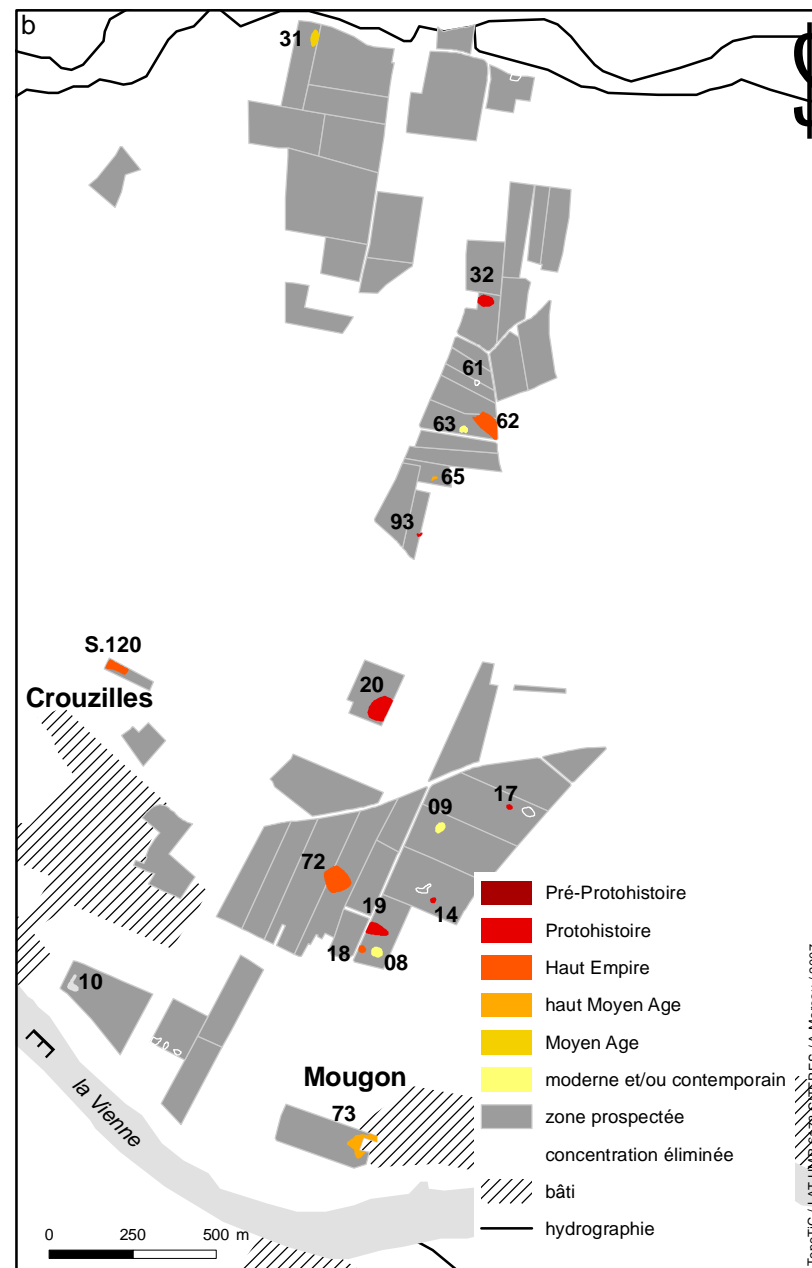 b
31
32
61
63
62
65
93
S.120
Crouzilles
20
17
09
72
19
14
18
08
10
la Vienne
Mougon
73
Pré-Protohistoire
Protohistoire
Haut Empire
haut Moyen Age
Moyen Age
moderne et/ou contemporain
zone prospectée
concentration éliminée
bâti
hydrographie
0 250 500 m